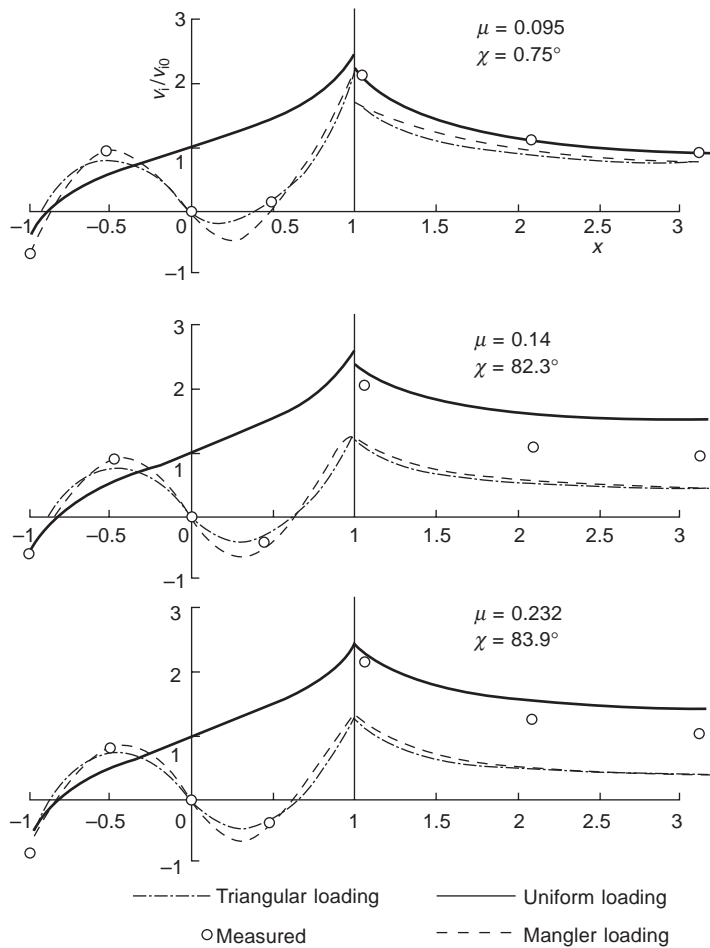 3
μ = 0.095
χ = 0.75°
v_i/v_i0
2
1
−1 −0.5 0 0.5 1 1.5 2 2.5 3
x
−1
3
μ = 0.14
χ = 82.3°
2
1
−1 −0.5 0 0.5 1 1.5 2 2.5 3
−1
3
μ = 0.232
χ = 83.9°
2
1
−1 −0.5 0 0.5 1 1.5 2 2.5 3
−1
Triangular loading Uniform loading
Measured Mangler loading